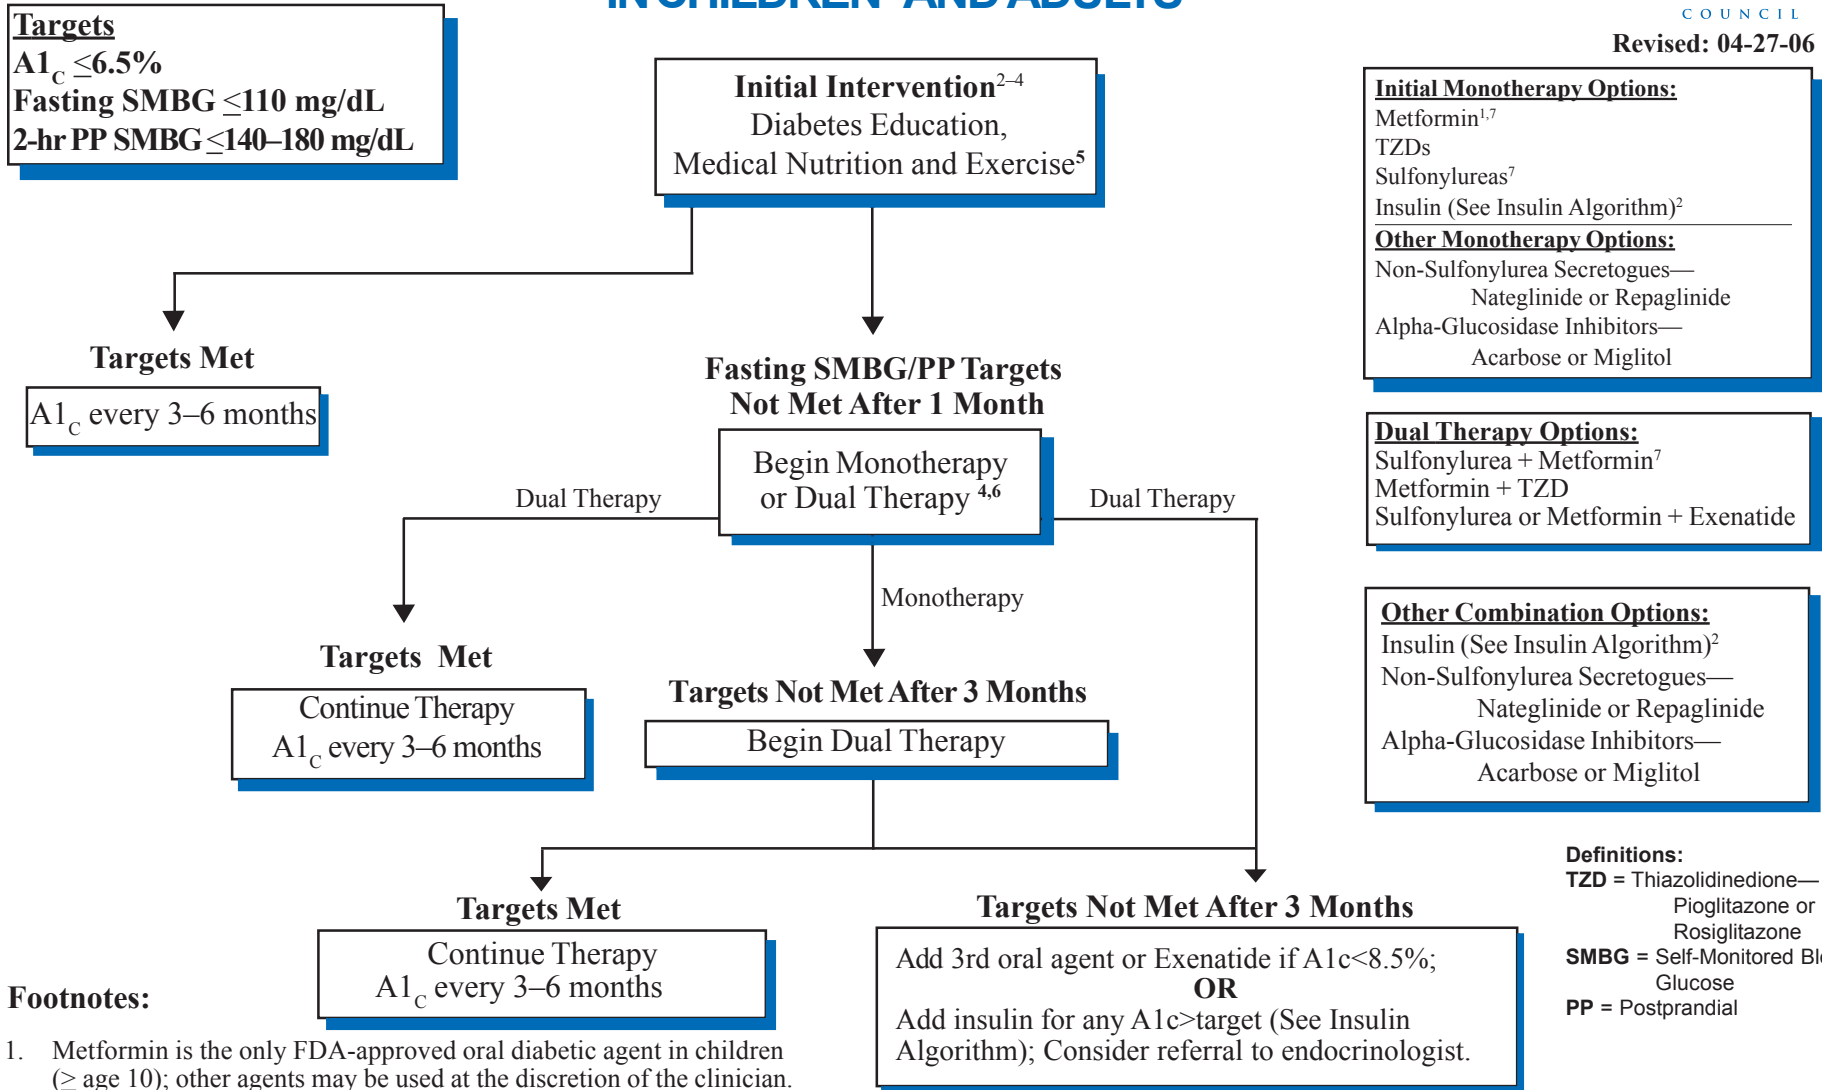 IN CHILDREN AND ADULTS
COUNCIL
Revised: 04-27-06
Targets
A1C ≤6.5%
Fasting SMBG ≤110 mg/dL
2-hr PP SMBG ≤140–180 mg/dL
Initial Intervention2–4
Diabetes Education,
Medical Nutrition and Exercise5
Targets Met
A1C every 3–6 months
Fasting SMBG/PP Targets
Not Met After 1 Month
Begin Monotherapy
or Dual Therapy 4,6
Dual Therapy
Dual Therapy
Monotherapy
Targets Met
Continue Therapy
A1C every 3–6 months
Targets Not Met After 3 Months
Begin Dual Therapy
Targets Met
Continue Therapy
A1C every 3–6 months
Targets Not Met After 3 Months
Add 3rd oral agent or Exenatide if A1c<8.5%;
OR
Add insulin for any A1c>target (See Insulin
Algorithm); Consider referral to endocrinologist.
Initial Monotherapy Options:
Metformin1,7
TZDs
Sulfonylureas7
Insulin (See Insulin Algorithm)2
Other Monotherapy Options:
Non-Sulfonylurea Secretogues—
Nateglinide or Repaglinide
Alpha-Glucosidase Inhibitors—
Acarbose or Miglitol
Dual Therapy Options:
Sulfonylurea + Metformin7
Metformin + TZD
Sulfonylurea or Metformin + Exenatide
Other Combination Options:
Insulin (See Insulin Algorithm)2
Non-Sulfonylurea Secretogues—
Nateglinide or Repaglinide
Alpha-Glucosidase Inhibitors—
Acarbose or Miglitol
Definitions:
TZD = Thiazolidinedione—
Pioglitazone or
Rosiglitazone
SMBG = Self-Monitored
Glucose
PP = Postprandial
Footnotes:
1. Metformin is the only FDA-approved oral diabetic agent in children
(≥ age 10); other agents may be used at the discretion of the clinician.